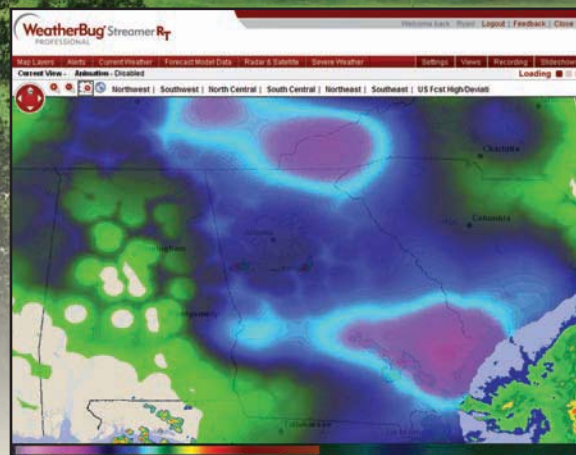 WeatherBug® Streamer RT
PROFESSIONAL
Welcome back Logout | Feedback | Close
Map Layers Alerts Current Weather Forecast Model Data Radar & Satellite Severe Weather Settings Views Recording Slideshow
Current View - Animation - Disabled Loading
Northwest | Southwest | North Central | South Central | Northeast | Southeast | US Fcst High/Deviati
Charlotte
Columbia